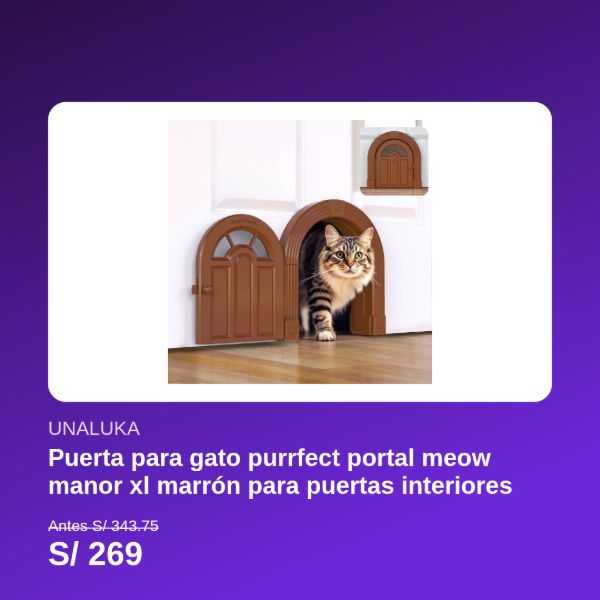 UNALUKA
Puerta para gato purrfect portal meow
manor xl marrón para puertas interiores
Antes S/ 343.75
S/ 269